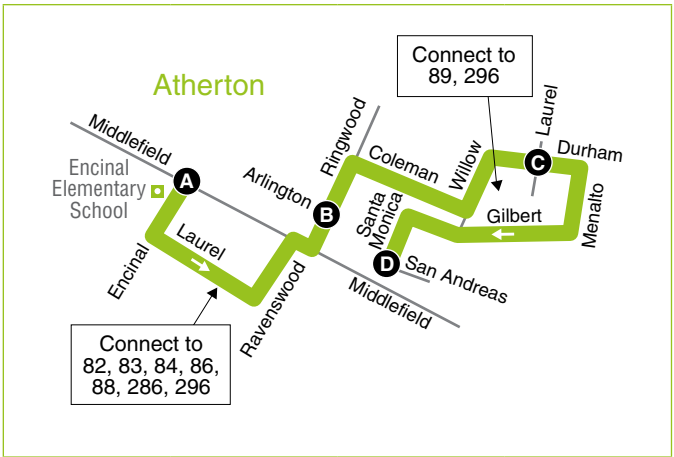 Atherton
Connect to
89, 296
Middlefield
Encinal
Elementary
School
A
Encinal
Laurel
Ravenswood
Arlington
B
Ringwood
Coleman
Willow
Laurel
C
Durham
Menalto
Gilbert
Santa
Monica
D
San Andreas
Middlefield
Connect to
82, 83, 84, 86,
88, 286, 296